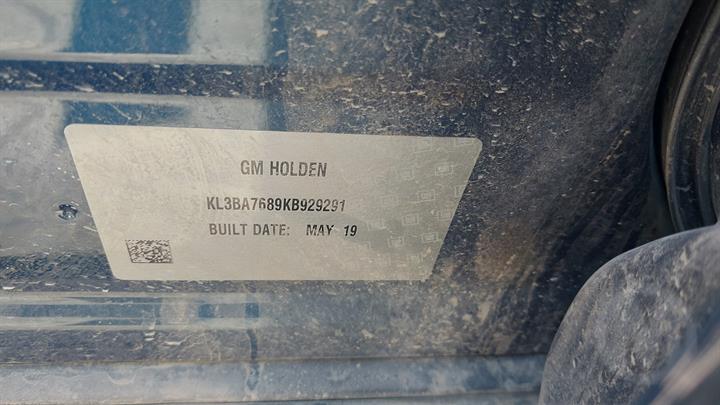 GM HOLDEN
KL3BA7689KB929291
BUILT DATE: MAY 19